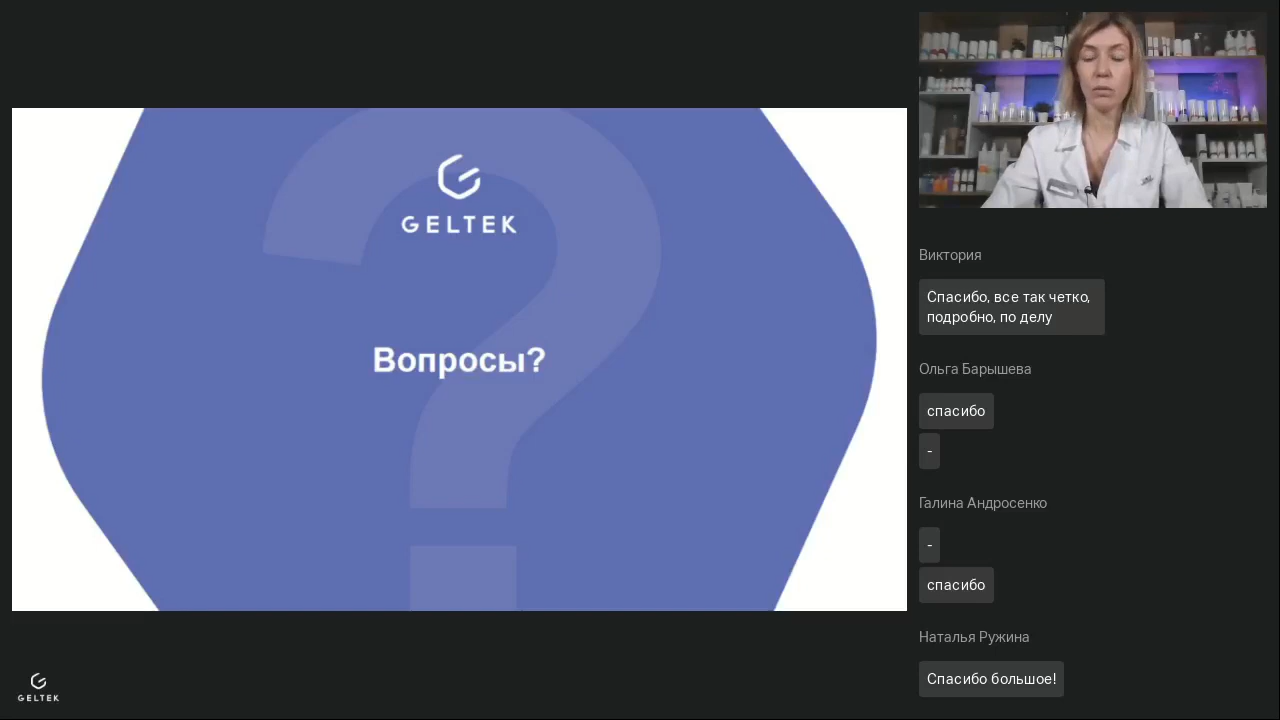 GELTEK
Вопросы?
GELTEK
Виктория
Спасибо, все так четко,
подробно, по делу
Ольга Барышева
спасибо
-
Галина Андросенко
-
спасибо
Наталья Ружина
Спасибо большое!